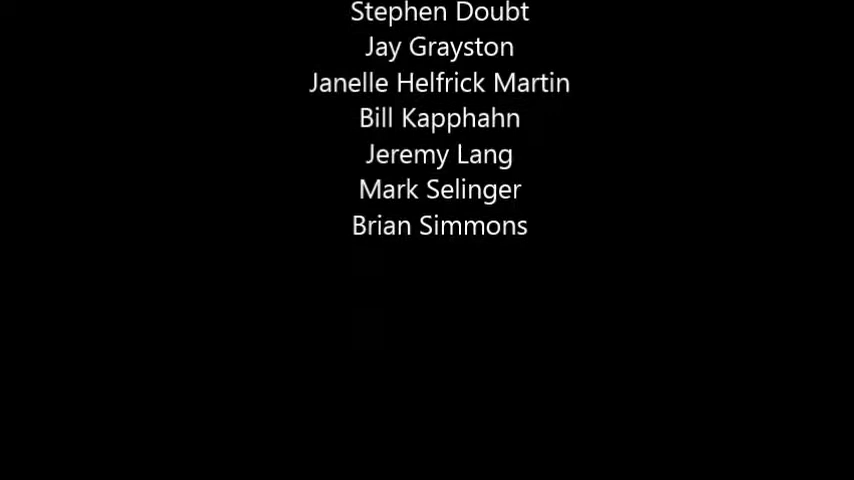 Stephen Doubt
Jay Grayston
Janelle Helfrick Martin
Bill Kapphahn
Jeremy Lang
Mark Selinger
Brian Simmons